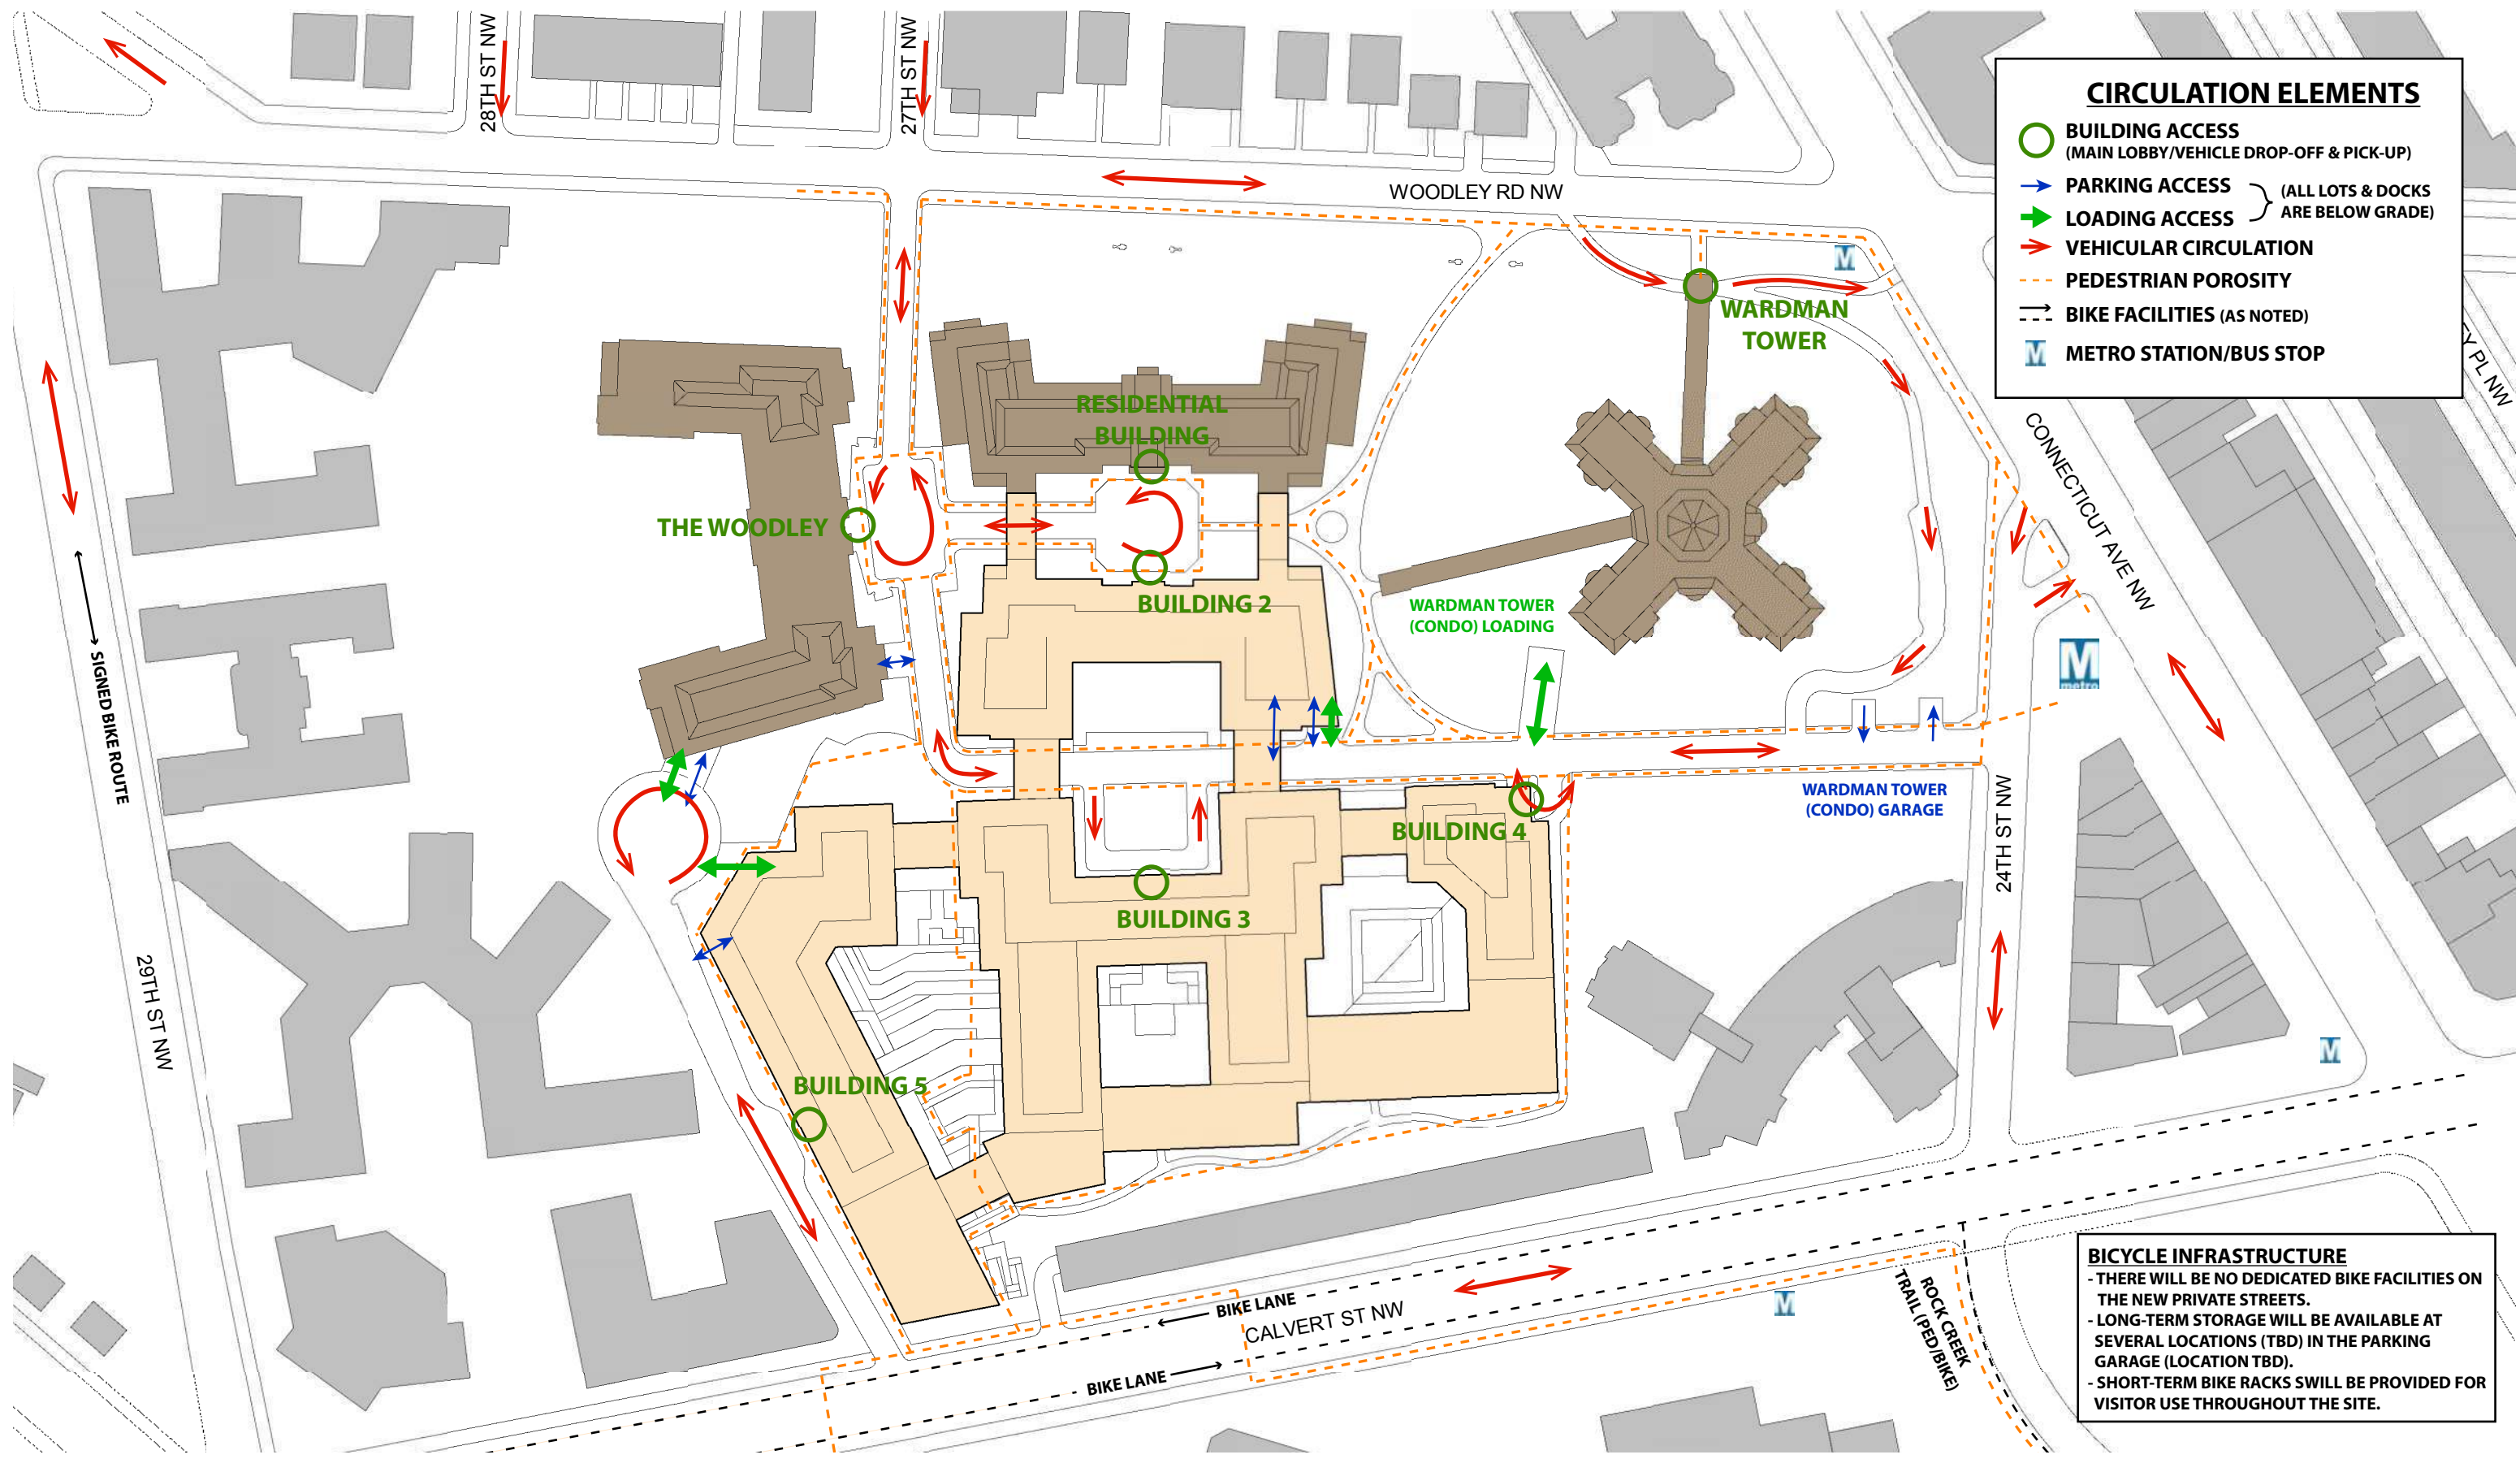 28TH ST NW
27TH ST NW
WOODLEY RD NW
CIRCULATION ELEMENTS
BUILDING ACCESS
(MAIN LOBBY/VEHICLE DROP-OFF & PICK-UP)
PARKING ACCESS
LOADING ACCESS
(ALL LOTS & DOCKS
ARE BELOW GRADE)
VEHICULAR CIRCULATION
PEDESTRIAN POROSITY
BIKE FACILITIES (AS NOTED)
M METRO STATION/BUS STOP
M
WARDMAN
TOWER
PL NW
CONNECTICUT AVE NW
RESIDENTIAL
BUILDING
THE WOODLEY
BUILDING 2
WARDMAN TOWER
(CONDO) LOADING
M
metro
SIGNED BIKE ROUTE
WARDMAN TOWER
(CONDO) GARAGE
BUILDING 4
24TH ST NW
BUILDING 3
29TH ST NW
M
BUILDING 5
BIKE LANE
CALVERT ST NW
BIKE LANE
M
ROCK CREEK
TRAIL (PED/BIKE)
BICYCLE INFRASTRUCTURE
- THERE WILL BE NO DEDICATED BIKE FACILITIES ON
THE NEW PRIVATE STREETS.
- LONG-TERM STORAGE WILL BE AVAILABLE AT
SEVERAL LOCATIONS (TBD) IN THE PARKING
GARAGE (LOCATION TBD).
- SHORT-TERM BIKE RACKS SWILL BE PROVIDED FOR
VISITOR USE THROUGHOUT THE SITE.